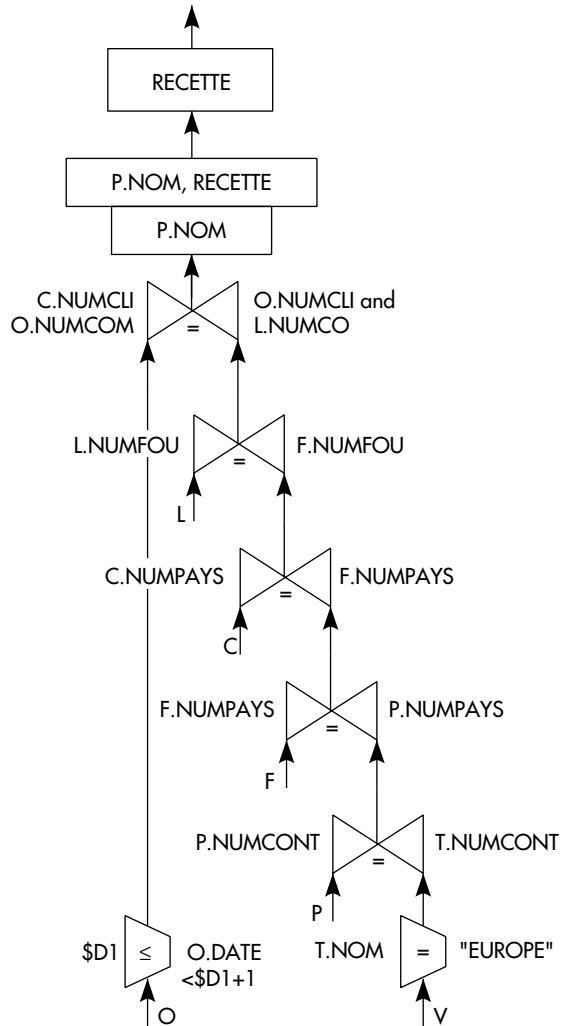 RECETTE
P.NOM, RECETTE
P.NOM
C.NUMCLI
O.NUMCOM
=
O.NUMCLI and
L.NUMCO
L.NUMFOU
=
F.NUMFOU
L
C.NUMPAYS
=
F.NUMPAYS
C
F.NUMPAYS
=
P.NUMPAYS
F
P.NUMCONT
=
T.NUMCONT
P
$D1 ≤ O.DATE
<$D1+1
T.NOM = "EUROPE"
O
V